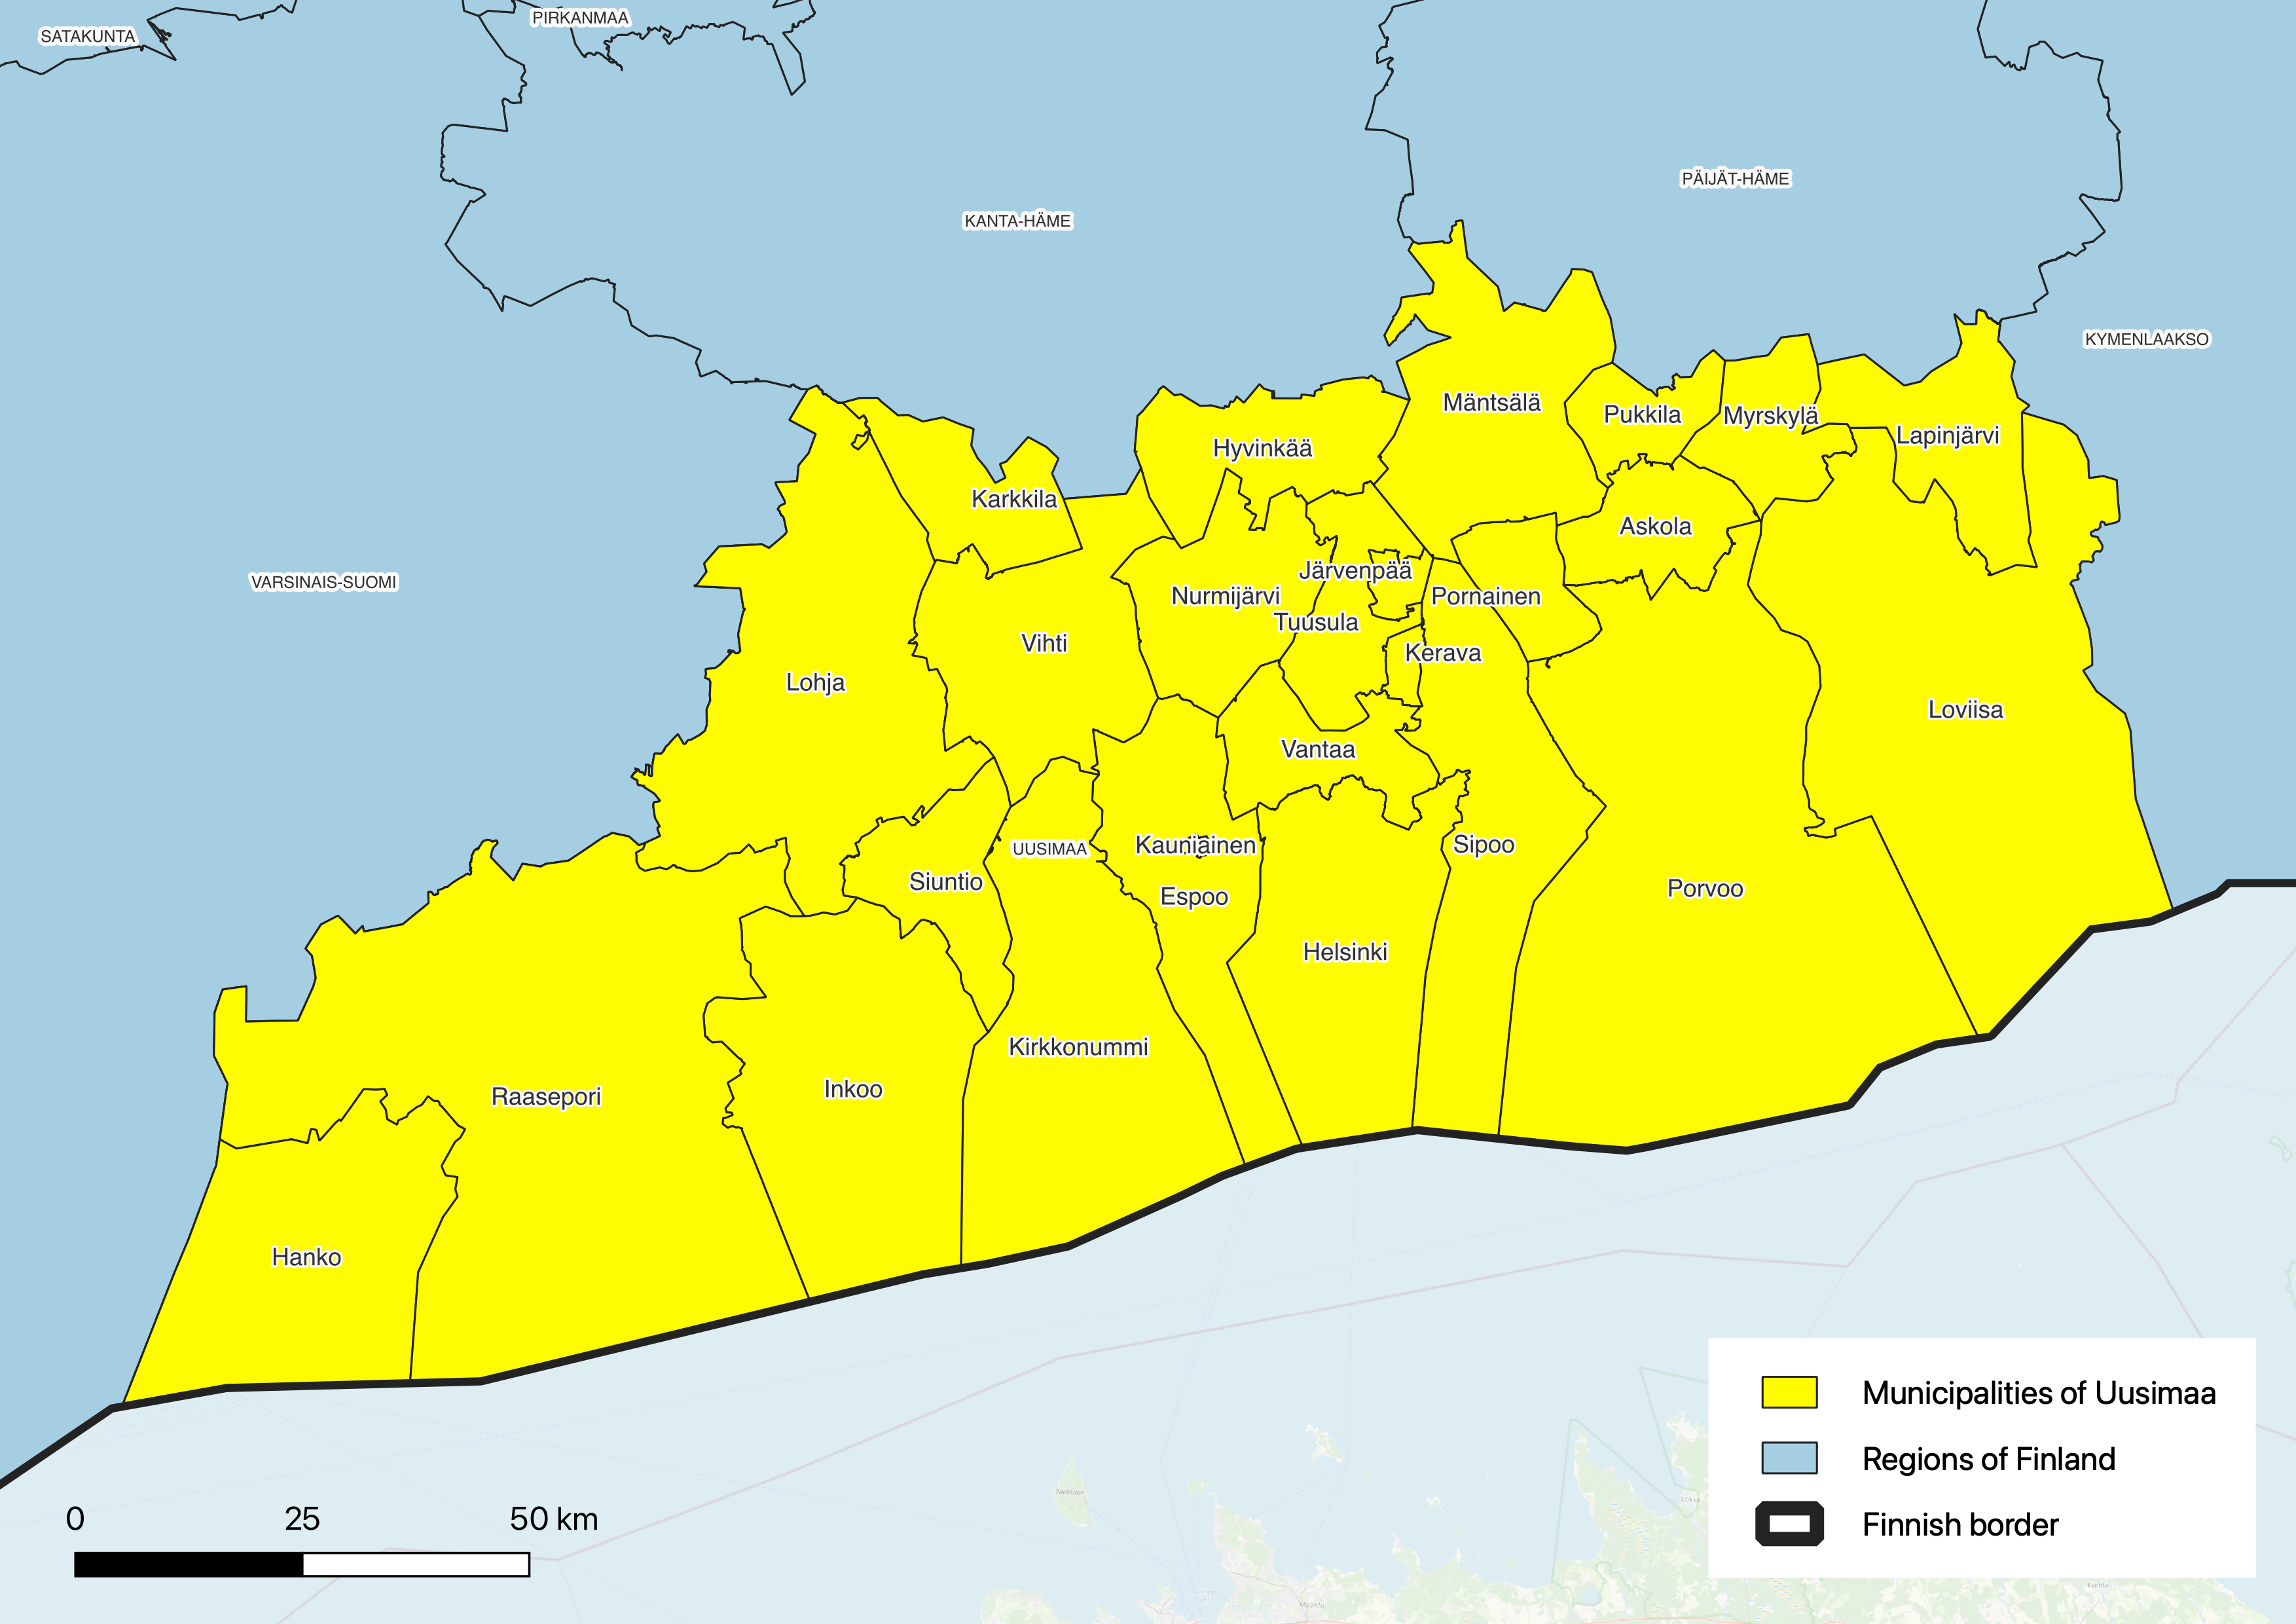 PIRKANMAA
SATAKUNTA
PÄIJÄT-HÄME
KANTA-HÄME
KYMENLAAKSO
Mäntsälä
Pukkila
Myrskylä
Lapinjärvi
Hyvinkää
Karkkila
Askola
Järvenpää
VARSINAIS-SUOMI
Nurmijärvi
Pornainen
Tuusula
Vihti
Kerava
Lohja
Loviisa
Vantaa
Kauniainen
Sipoo
UUSIMAA
Siuntio
Porvoo
Espoo
Helsinki
Kirkkonummi
Inkoo
Raasepori
Hanko
Municipalities of Uusimaa
Regions of Finland
Finnish border
0 25 50 km